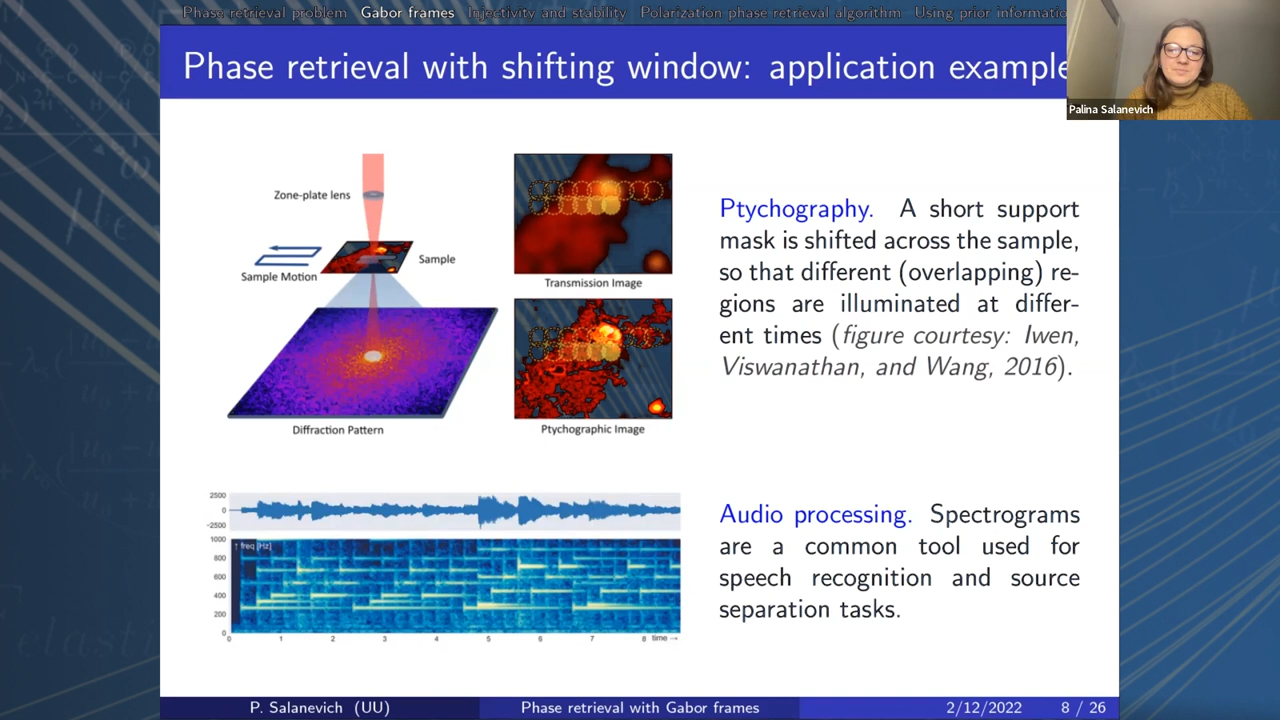 Phase retrieval problem Gabor frames Injectivity and stability Polarization phase retrieval algorithm Using prior informatio
Phase retrieval with shifting window: application example
Palina Salanevich
Zone-plate lens
Sample Motion
Sample
Diffraction Pattern
Transmission Image
Ptychographic Image
Ptychography. A short support
mask is shifted across the sample,
so that different (overlapping) re-
gions are illuminated at differ-
ent times (figure courtesy: Iwen,
Viswanathan, and Wang, 2016).
2500
0
-2500
1000
↑ freq [Hz]
800
600
400
200
0
0 1 2 3 4 5 6 7 8 time →
Audio processing. Spectrograms
are a common tool used for
speech recognition and source
separation tasks.
P. Salanevich (UU) Phase retrieval with Gabor frames 2/12/2022 8 / 26